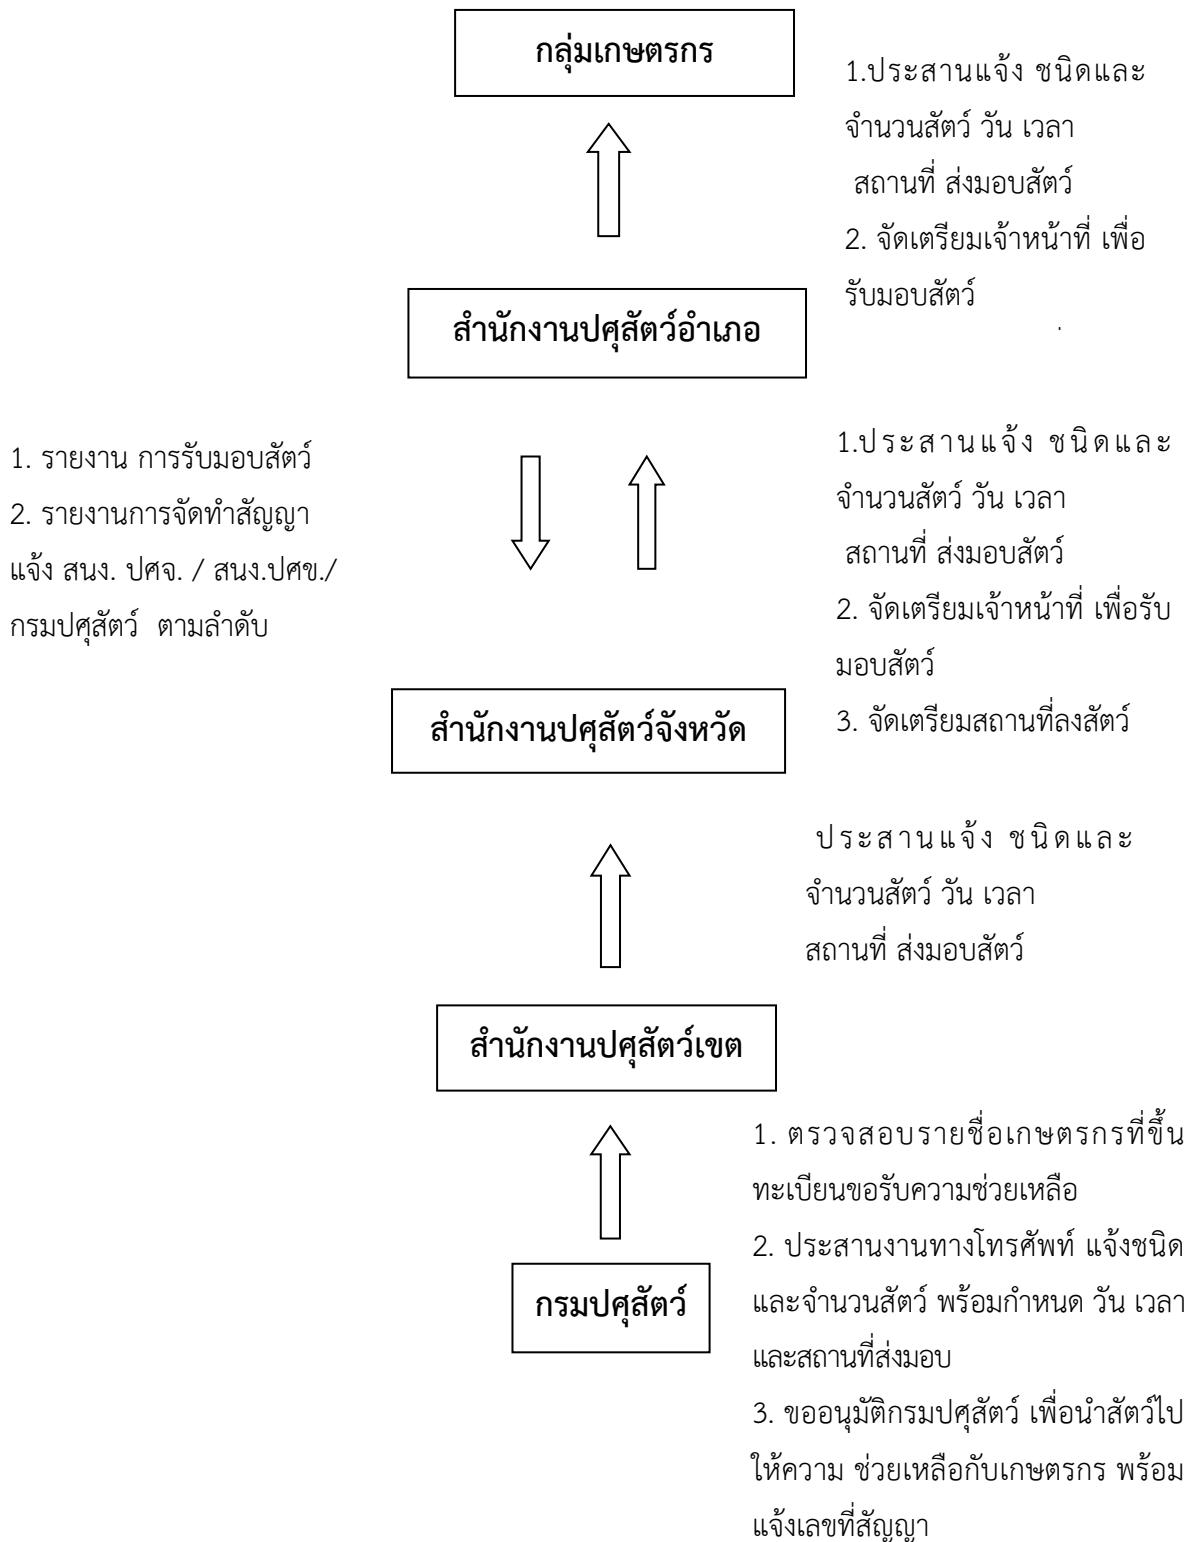 กลุ่มเกษตรกร
1.ประสานแจ้ง ชนิดและ
จำนวนสัตว์ วัน เวลา
สถานที่ ส่งมอบสัตว์
2. จัดเตรียมเจ้าหน้าที่ เพื่อ
รับมอบสัตว์
สำนักงานปศุสัตว์อำเภอ
1. รายงาน การรับมอบสัตว์
2. รายงานการจัดทำสัญญา
แจ้ง สนง. ปศจ. / สนง.ปศข./
กรมปศุสัตว์ ตามลำดับ
1.ประสานแจ้ง ชนิดและ
จำนวนสัตว์ วัน เวลา
สถานที่ ส่งมอบสัตว์
2. จัดเตรียมเจ้าหน้าที่ เพื่อรับ
มอบสัตว์
3. จัดเตรียมสถานที่ลงสัตว์
สำนักงานปศุสัตว์จังหวัด
ประสานแจ้ง ชนิดและ
จำนวนสัตว์ วัน เวลา
สถานที่ ส่งมอบสัตว์
สำนักงานปศุสัตว์เขต
1. ตรวจสอบรายชื่อเกษตรกรที่ขึ้น
ทะเบียนขอรับความช่วยเหลือ
2. ประสานงานทางโทรศัพท์ แจ้งชนิด
และจำนวนสัตว์ พร้อมกำหนด วัน เวลา
และสถานที่ส่งมอบ
3. ขออนุมัติกรมปศุสัตว์ เพื่อนำสัตว์ไป
ให้ความ ช่วยเหลือกับเกษตรกร พร้อม
แจ้งเลขที่สัญญา
กรมปศุสัตว์